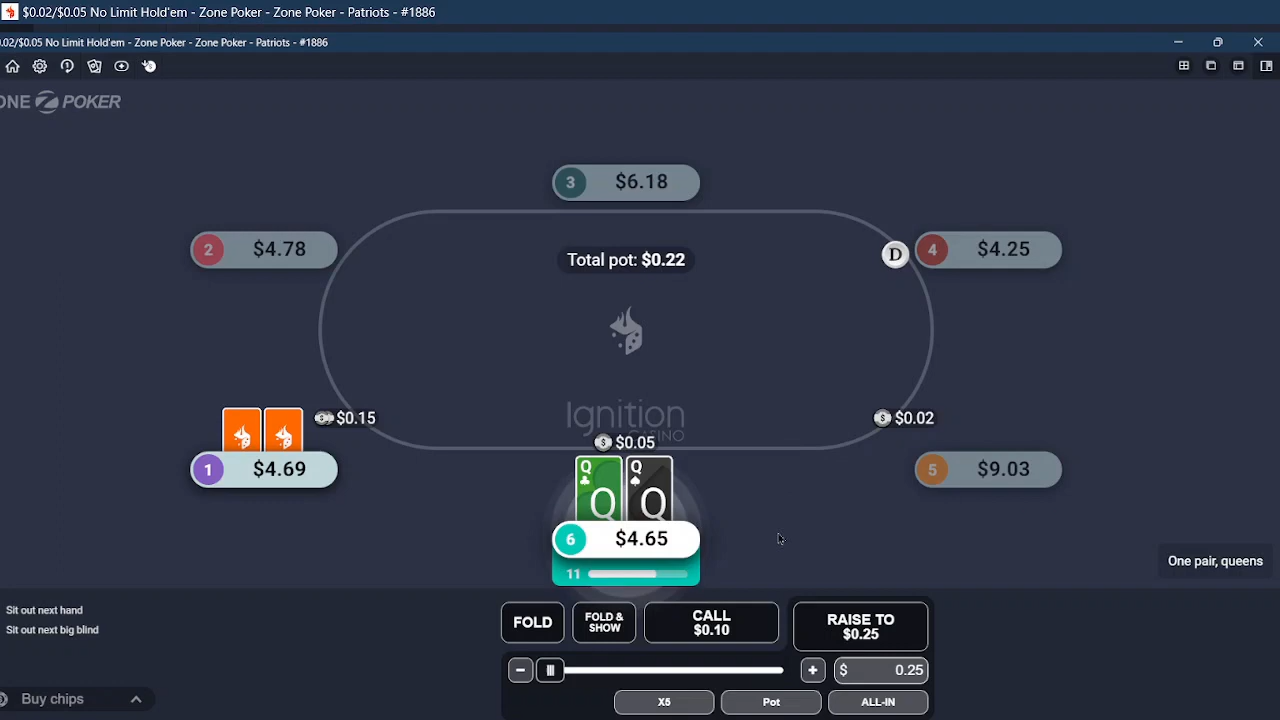 $0.02/$0.05 No Limit Hold'em - Zone Poker - Zone Poker - Patriots - #1886
0.02/$0.05 No Limit Hold'em - Zone Poker - Zone Poker - Patriots - #1886
ONE Z POKER
3 $6.18
2 $4.78
D 4 $4.25
Total pot: $0.22
Ignition
CASINO
$0.15
$0.05
$0.02
1 $4.69
Q Q
Q Q
5 $9.03
6 $4.65
11
One pair, queens
Sit out next hand
Sit out next big blind
FOLD
FOLD &
SHOW
CALL
$0.10
RAISE TO
$0.25
$ 0.25
X5
Pot
ALL-IN
Buy chips